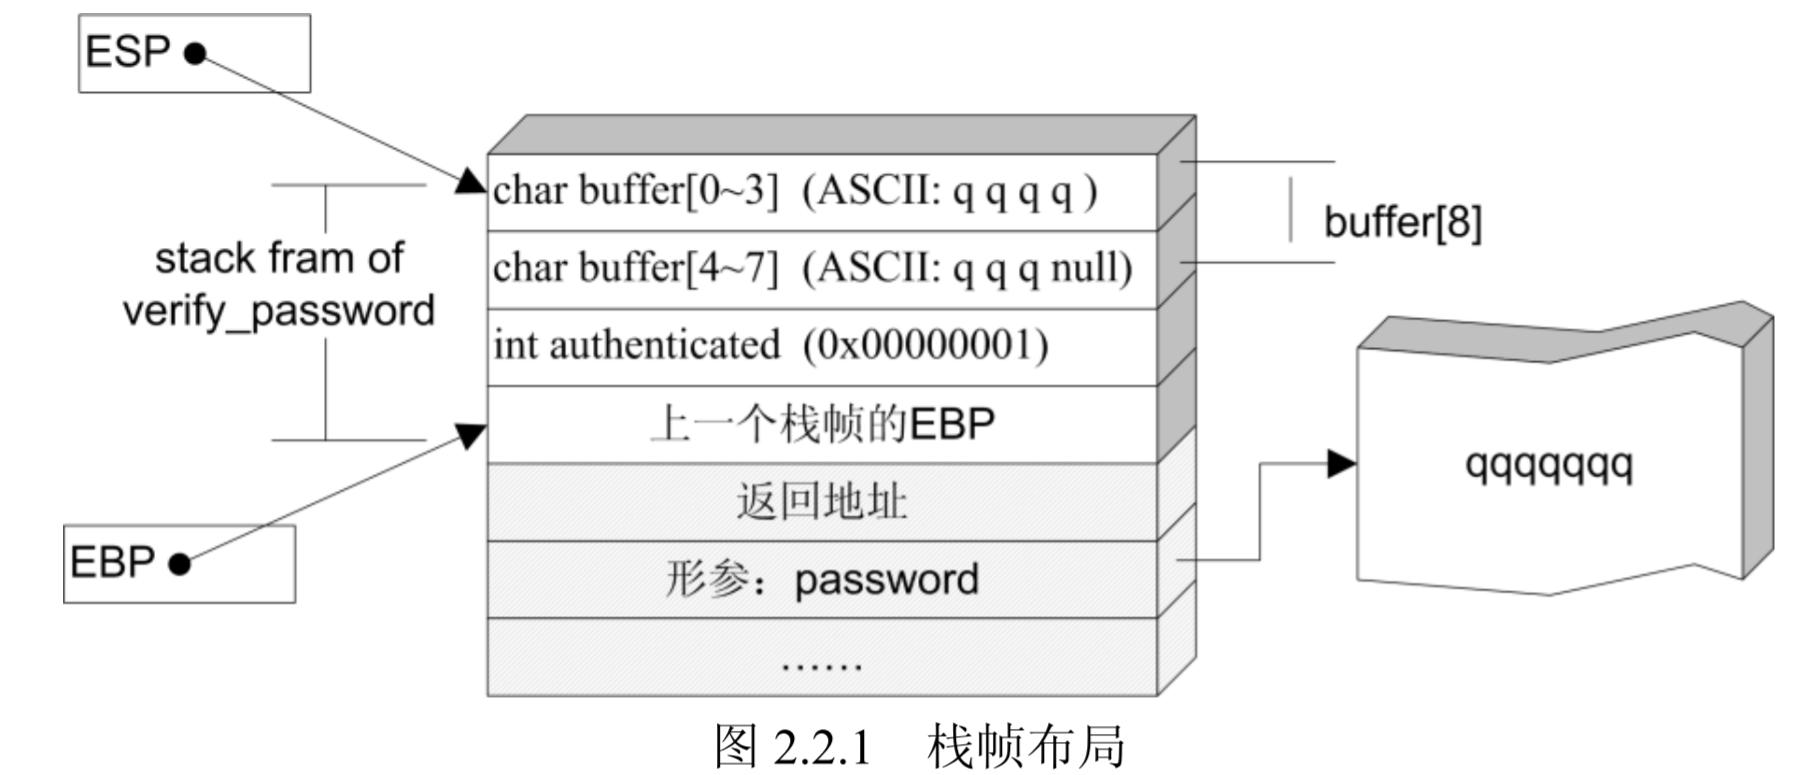 ESP
char buffer[0~3] (ASCII: q q q q )
buffer[8]
stack fram of
verify_password
char buffer[4~7] (ASCII: q q q null)
int authenticated (0x00000001)
上一个栈帧的EBP
返回地址
qqqqqqq
EBP
形参：password
……
图 2.2.1 栈帧布局